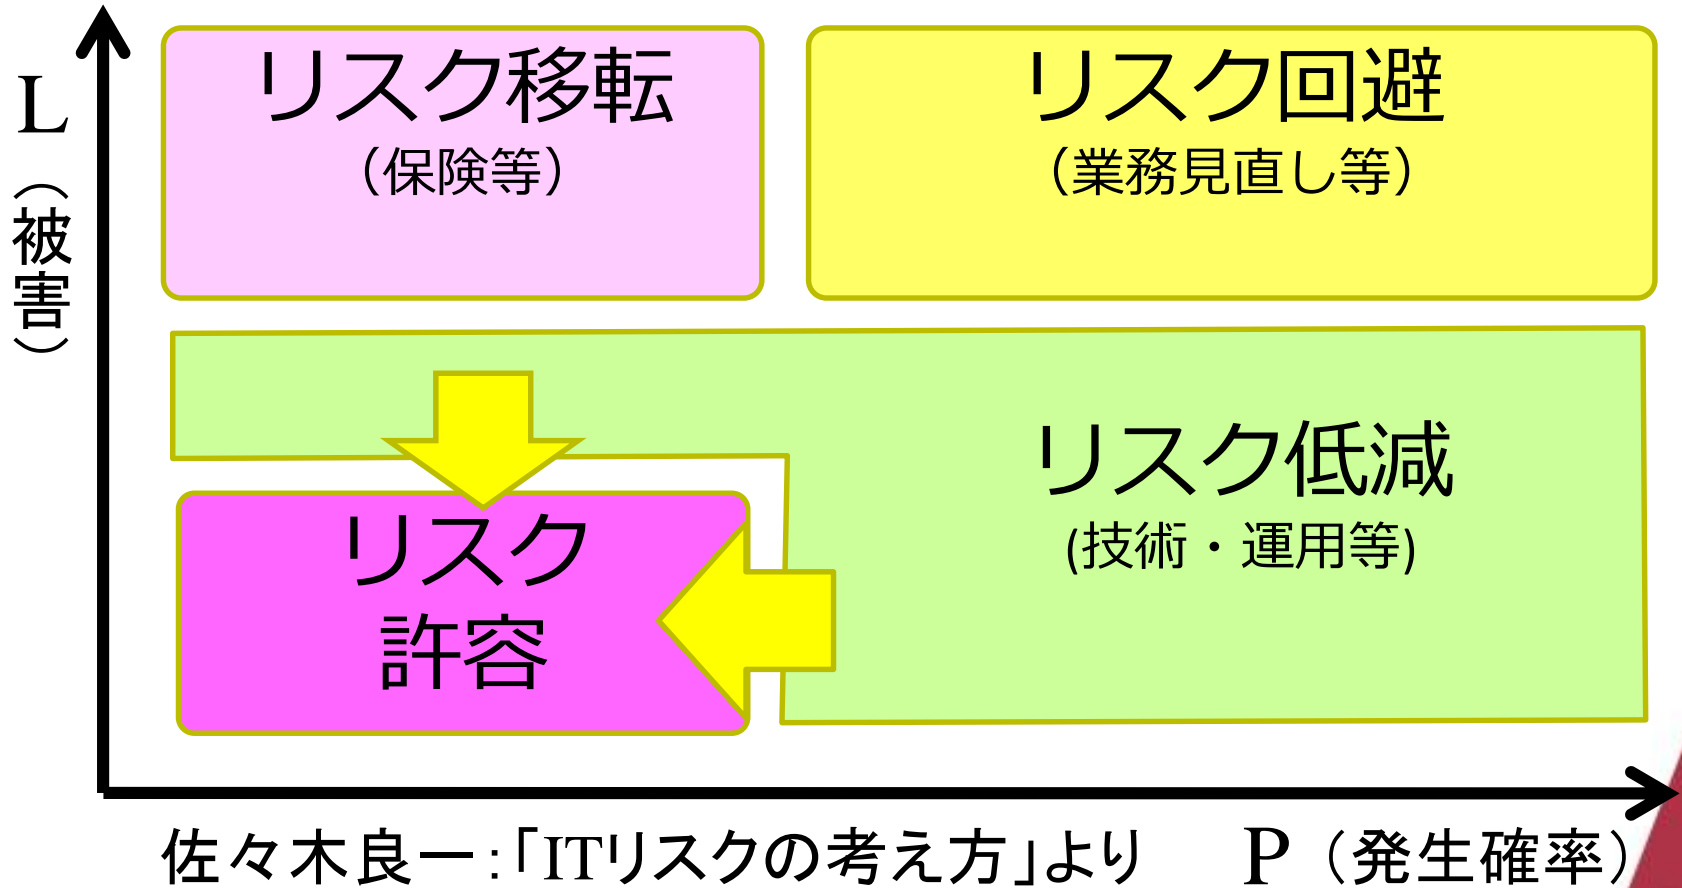 L（被害）
リスク移転
（保険等）
リスク回避
（業務見直し等）
リスク低減
(技術・運用等)
リスク
許容
佐々木良一:「ITリスクの考え方」より
P（発生確率）